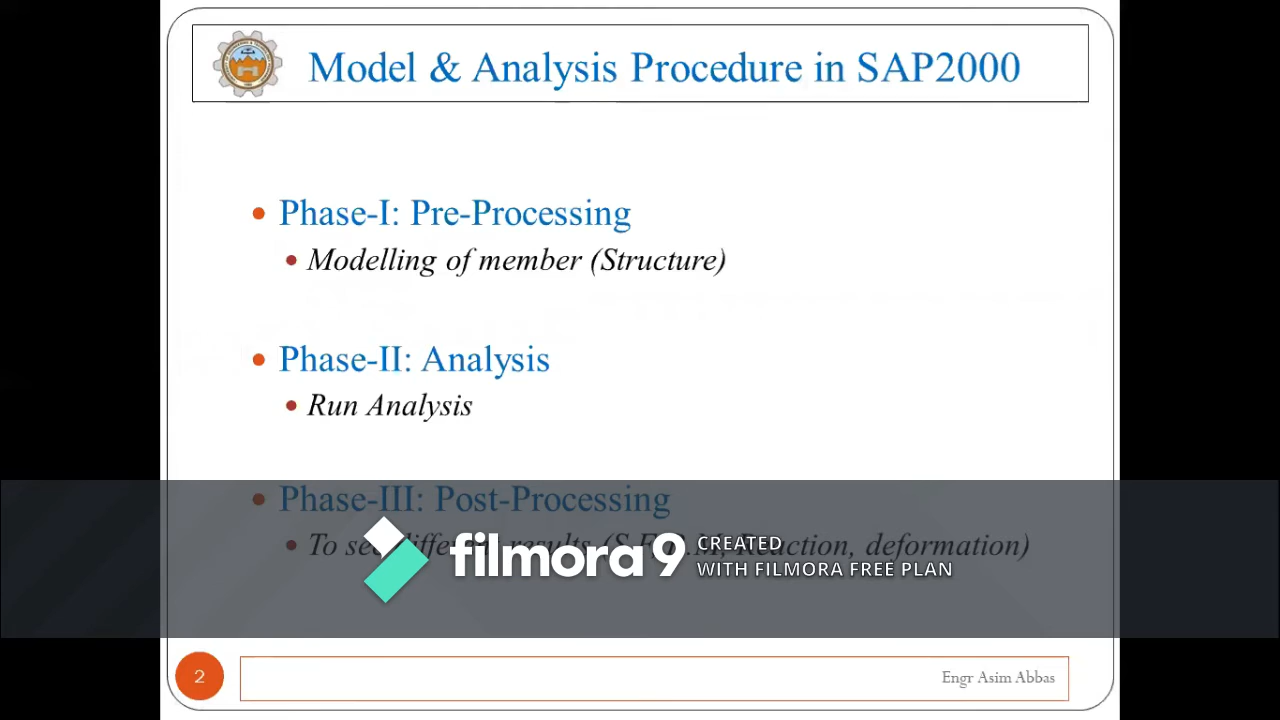 Model & Analysis Procedure in SAP2000
Phase-I: Pre-Processing
Modelling of member (Structure)
Phase-II: Analysis
Run Analysis
Phase-III: Post-Processing
To see different results (S.F, B.M, Reaction, deformation)
filmora9 CREATED
WITH FILMORA FREE PLAN
2
Engr Asim Abbas